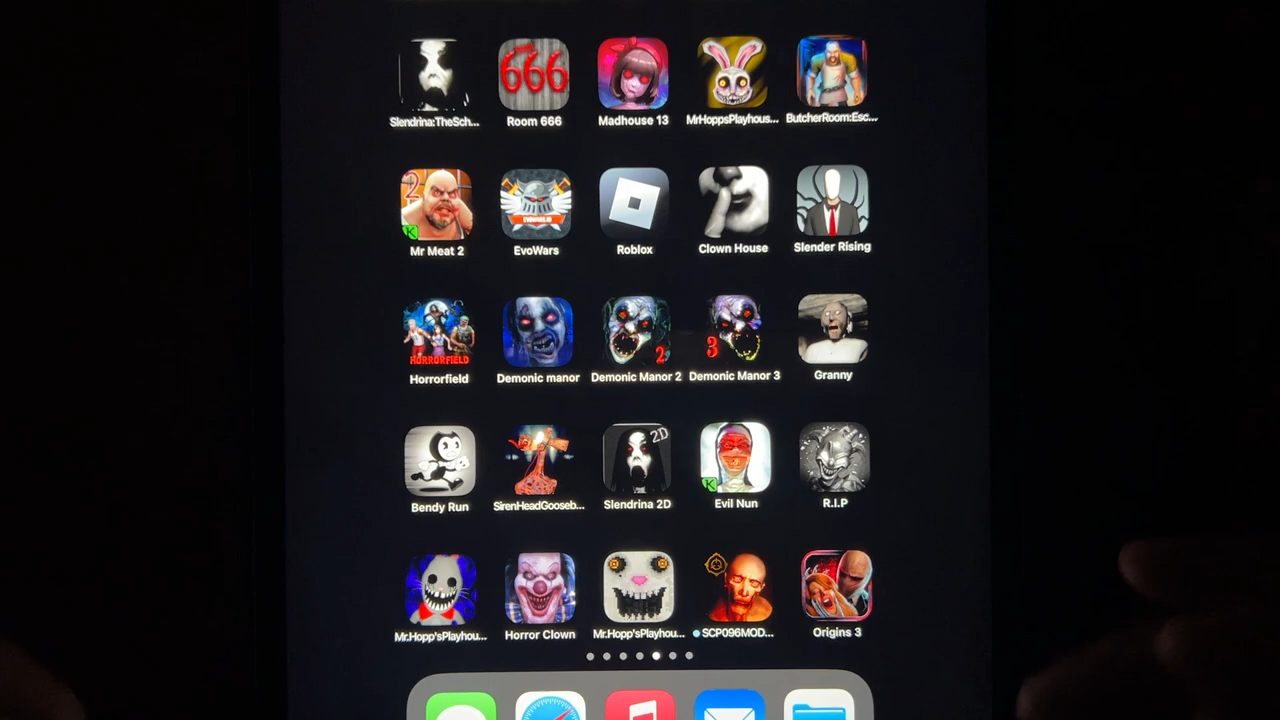 666
Slendrina:TheSch...
Room 666
Madhouse 13
MrHoppsPlayhous...
ButcherRoom:Esc...
2
K
EVOWARS.IO
Mr Meat 2
EvoWars
Roblox
Clown House
Slender Rising
HORRORFIELD
2
3
Horrorfield
Demonic manor
Demonic Manor 2
Demonic Manor 3
Granny
2D
K
Bendy Run
SirenHeadGooseb...
Slendrina 2D
Evil Nun
R.I.P
Mr.Hopp'sPlayhou...
Horror Clown
Mr.Hopp'sPlayhou...
SCP096MOD...
Origins 3